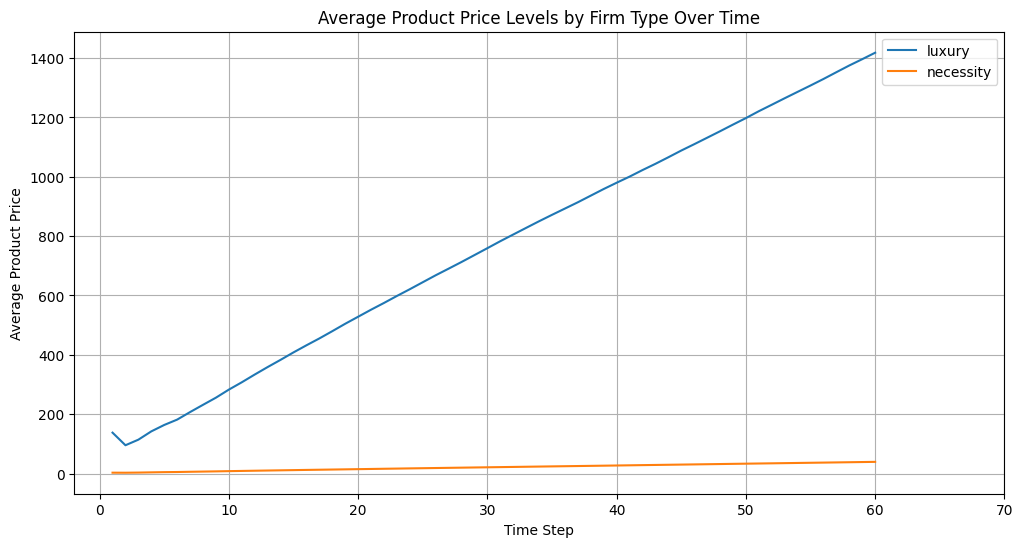 Average Product Price Levels by Firm Type Over Time
luxury
necessity
1400
1200
1000
800
600
400
200
0
Average Product Price
0 10 20 30 40 50 60 70
Time Step